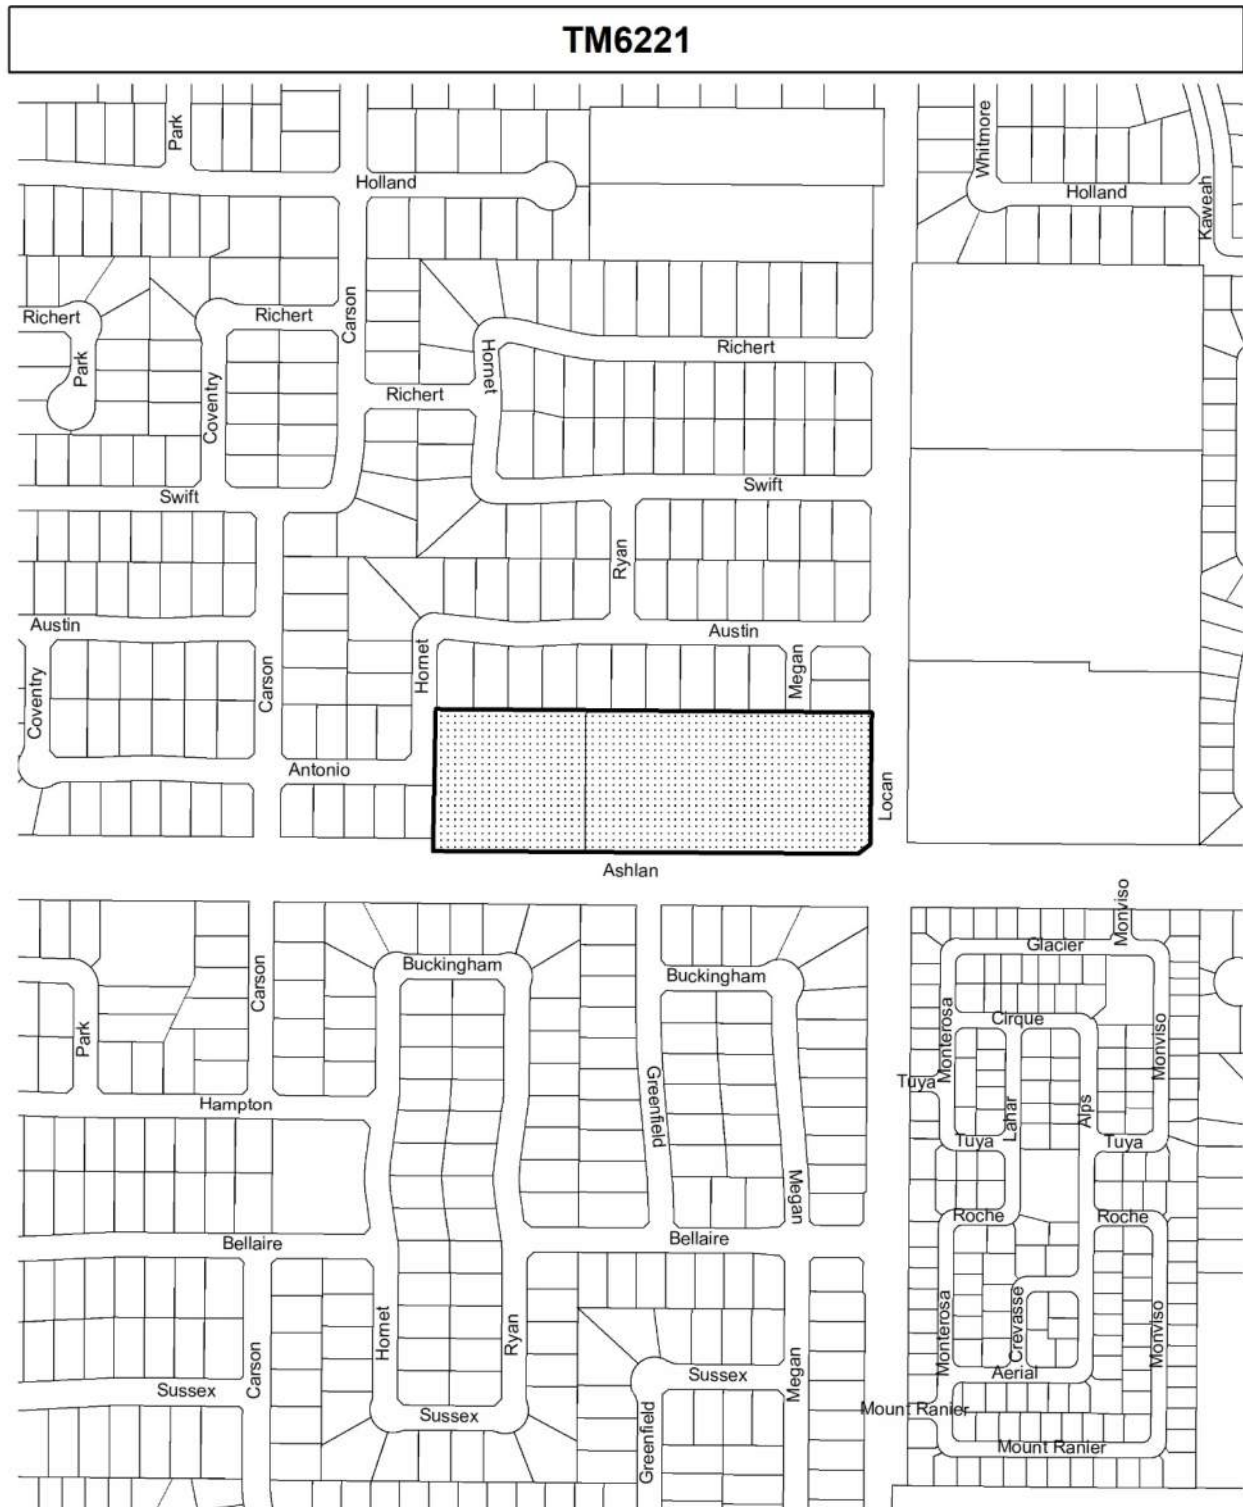 TM6221
Park
Whitmore
Holland
Holland
Kaweah
Richert
Richert
Carson
Park
Coventry
Hornet
Richert
Richert
Swift
Swift
Ryan
Austin
Austin
Hornet
Megan
Carson
Coventry
Antonio
Locan
Ashlan
Monviso
Glacier
Buckingham
Buckingham
Carson
Park
Cirque
Monterosa
Monviso
Tuya
Hampton
Greenfield
Lahar
Alps
Tuya
Tuya
Megan
Roche
Roche
Bellaire
Bellaire
Hornet
Ryan
Monterosa
Crevasse
Monviso
Carson
Megan
Sussex
Sussex
Aerial
Sussex
Greenfield
Mount Ranier
Mount Ranier